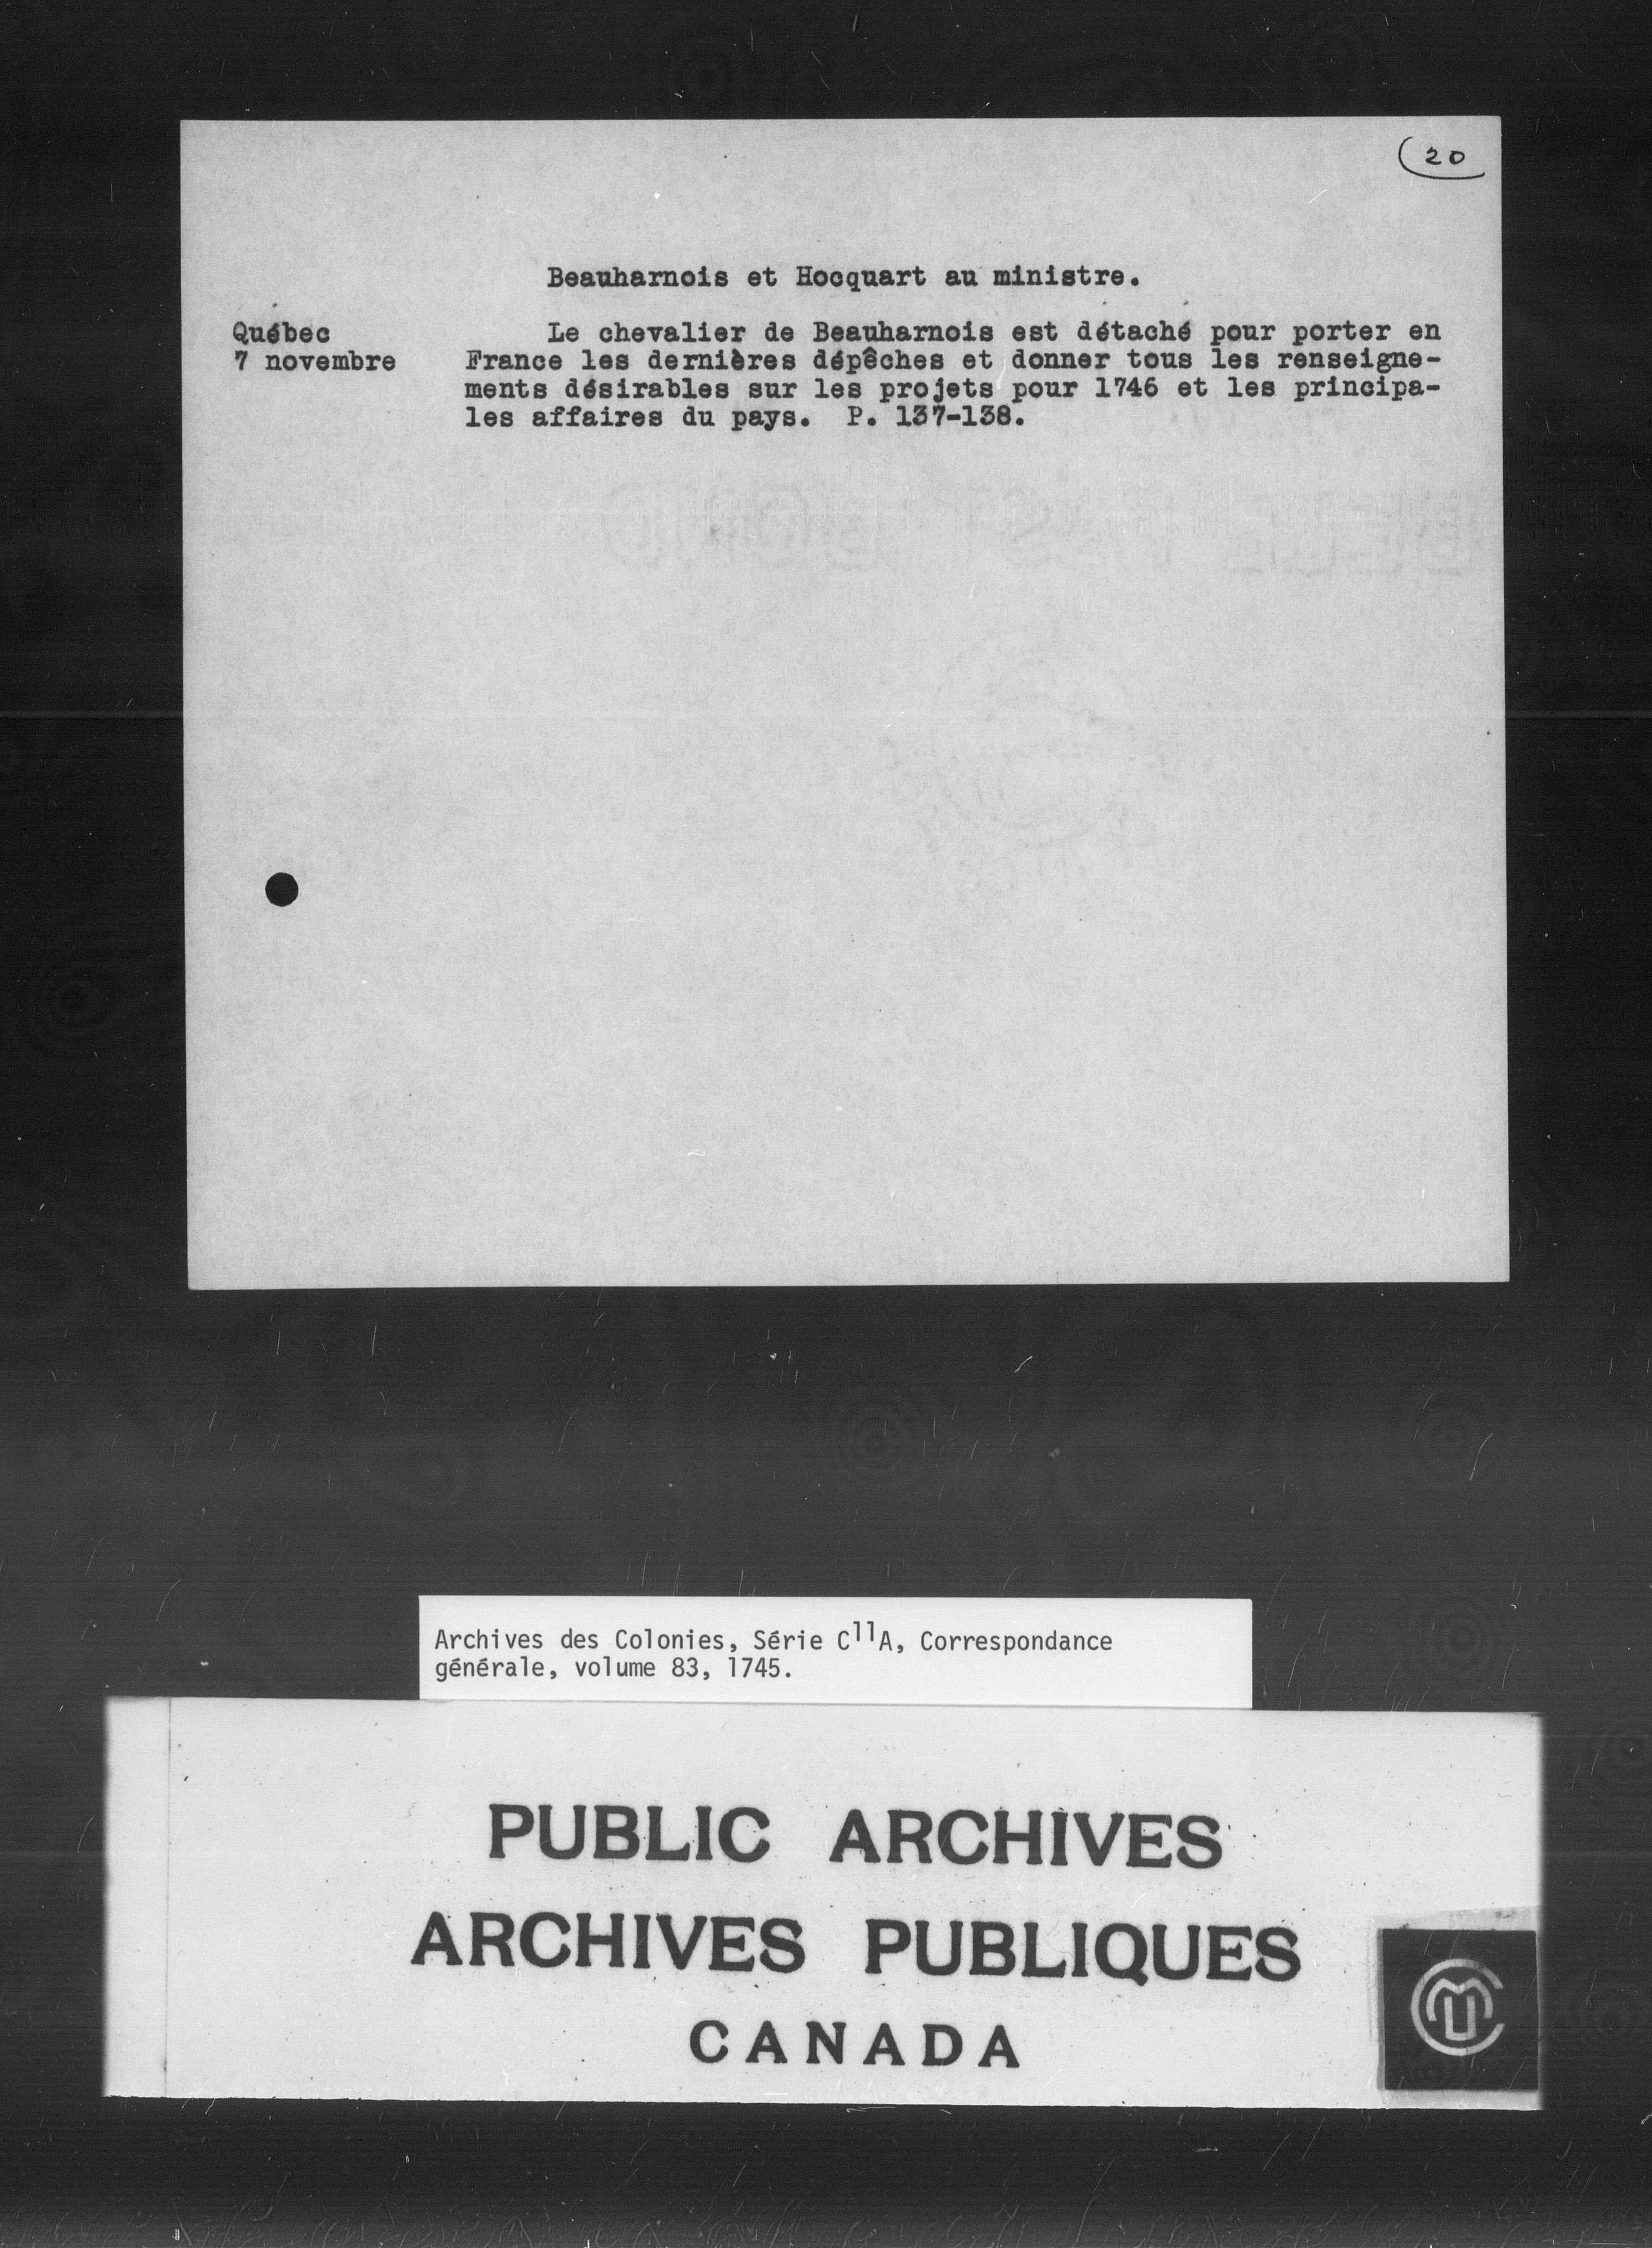 20
Beauharnois et Hocquart au ministre.
Québec
7 novembre
Le chevalier de Beauharnois est détaché pour porter en
France les dernières dépêches et donner tous les renseigne-
ments désirables sur les projets pour 1746 et les principa-
les affaires du pays. P. 137-138.
Archives des Colonies, Série C11A, Correspondance
générale, volume 83, 1745.
PUBLIC ARCHIVES
ARCHIVES PUBLIQUES
CANADA